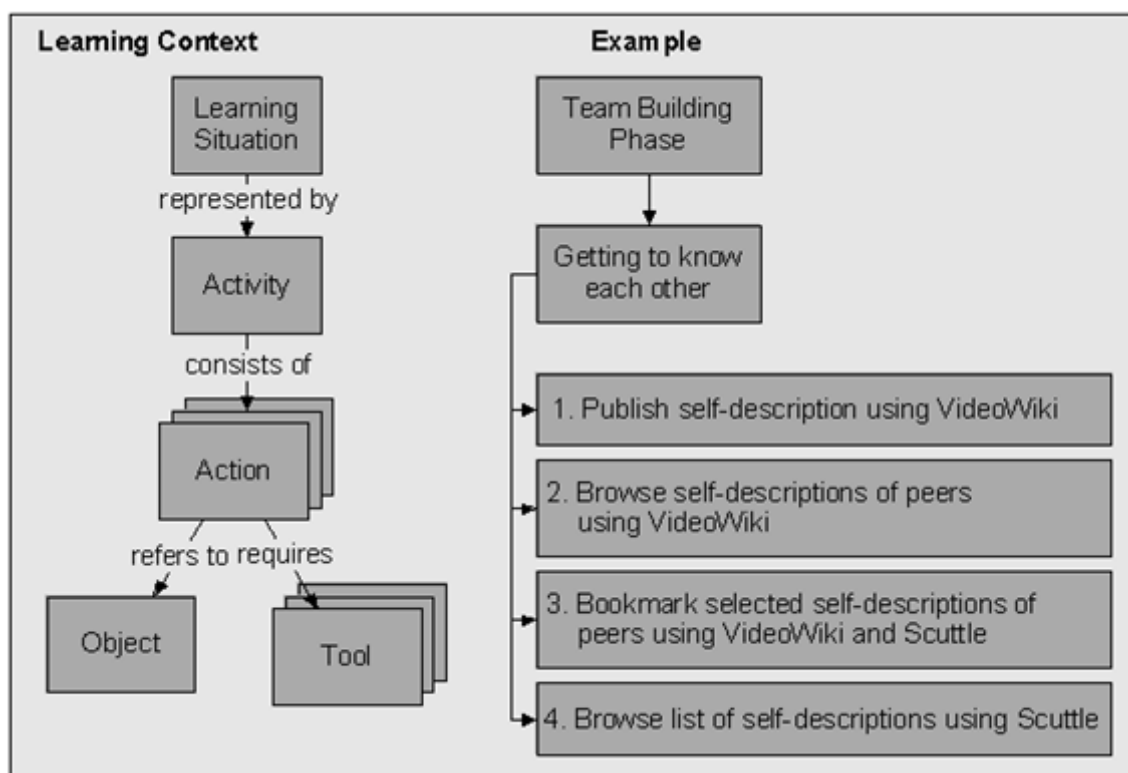 Learning Context
Learning
Situation
represented by
Activity
consists of
Action
refers to requires
Object
Tool
Example
Team Building
Phase
Getting to know
each other
1. Publish self-description using VideoWiki
2. Browse self-descriptions of peers
using VideoWiki
3. Bookmark selected self-descriptions of
peers using VideoWiki and Scuttle
4. Browse list of self-descriptions using Scuttle